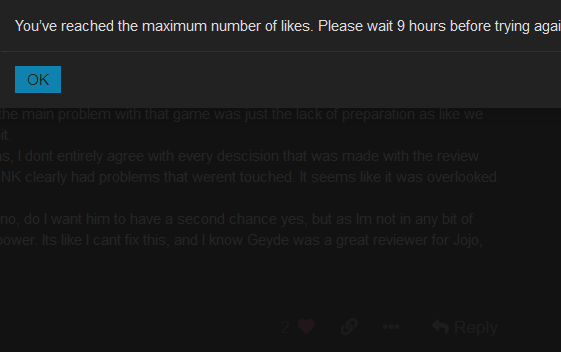 You've reached the maximum number of likes. Please wait 9 hours before trying agai
OK
the main problem with that game was just the lack of preparation as like we
it.
s, I dont entirely agree with every descision that was made with the review
NK clearly had problems that werent touched. It seems like it was overlooked
no, do I want him to have a second chance yes, but as Im not in any bit of
power. Its like I cant fix this, and I know Geyde was a great reviewer for Jojo,
2
Reply